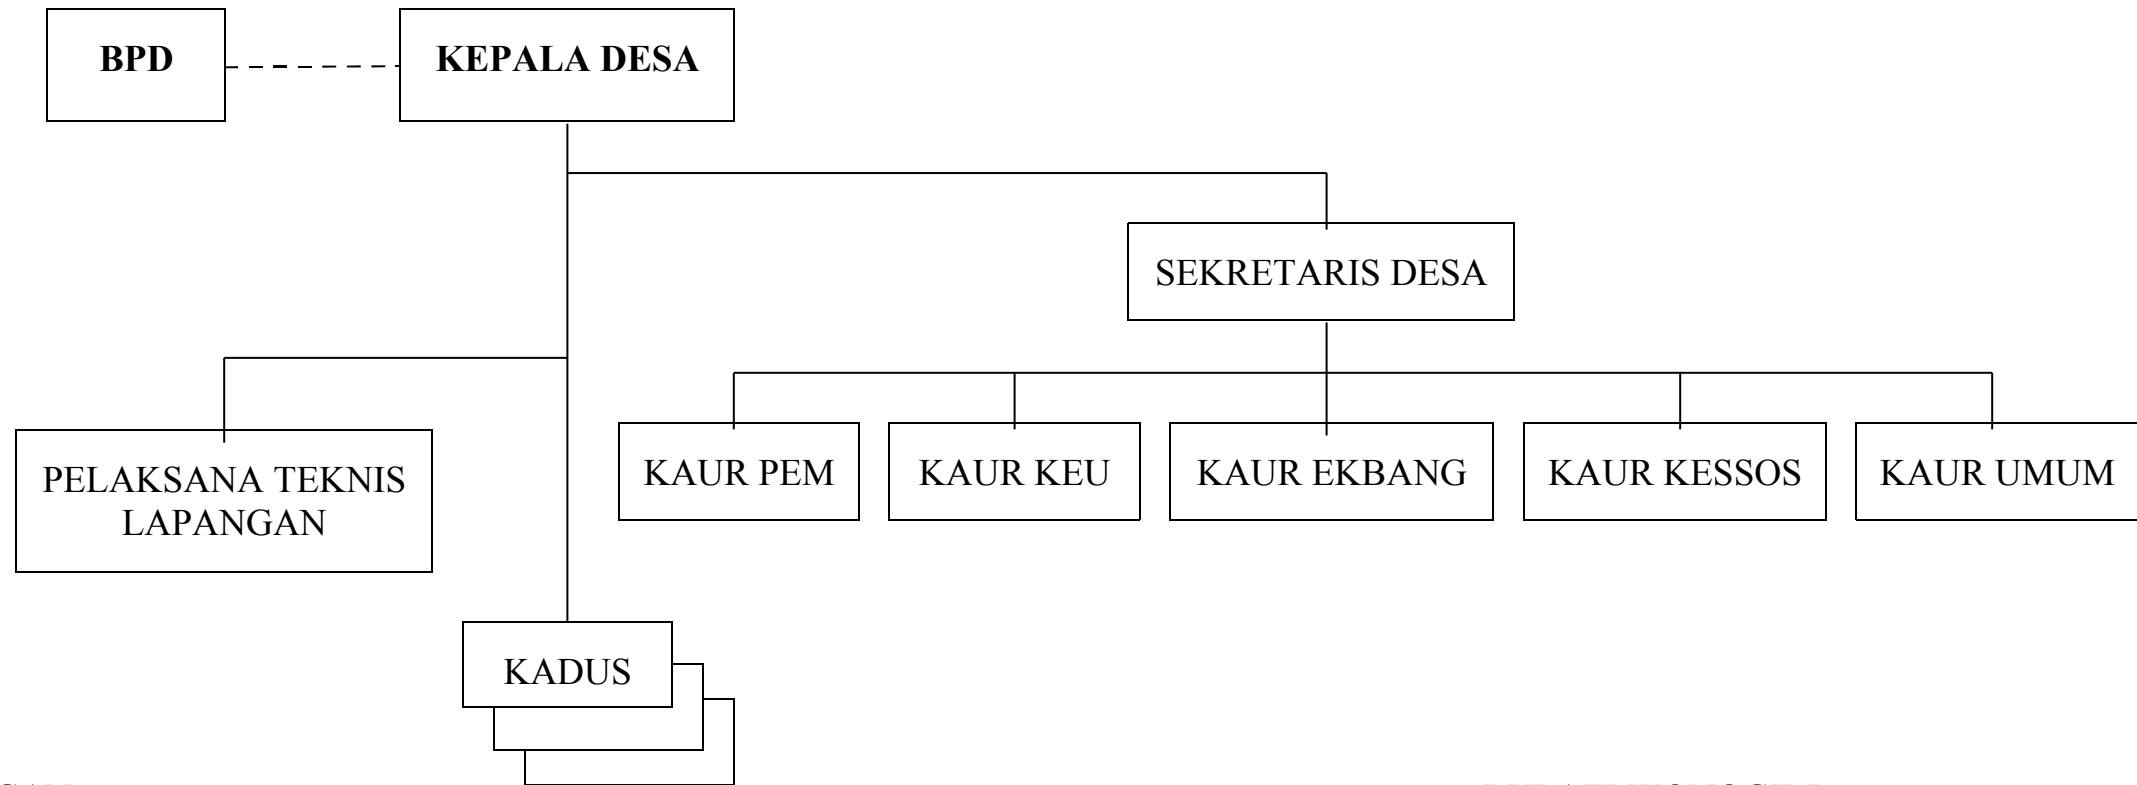 BPD
KEPALA DESA
SEKRETARIS DESA
PELAKSANA TEKNIS
LAPANGAN
KAUR PEM
KAUR KEU
KAUR EKBANG
KAUR KESSOS
KAUR UMUM
KADUS